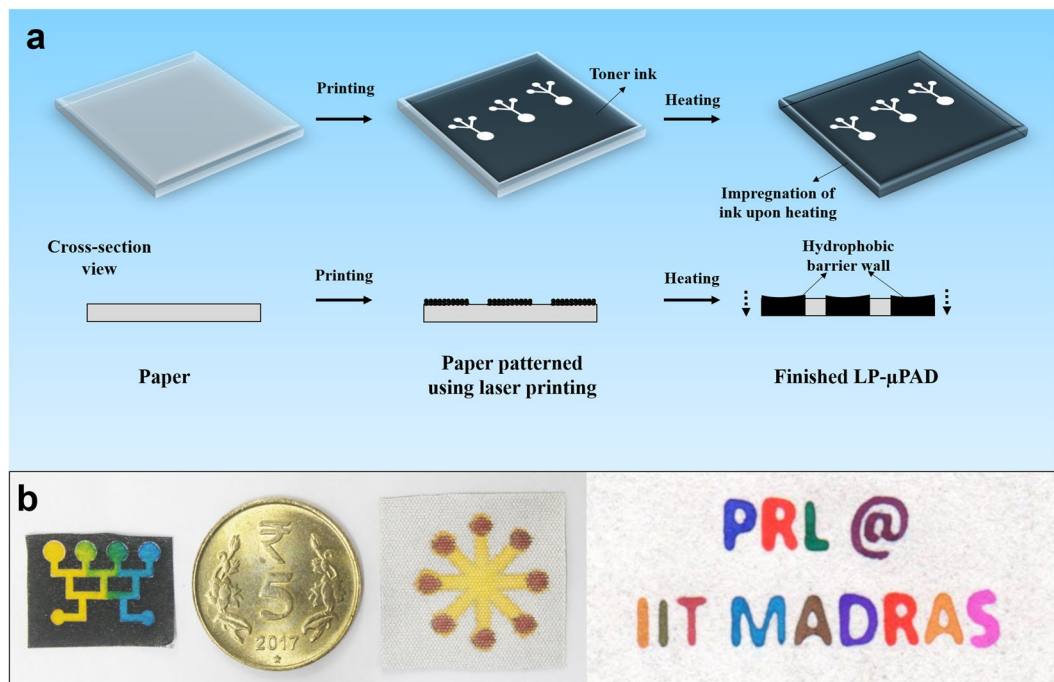 a
Printing
Toner ink
Heating
Impregnation of
ink upon heating
Cross-section
view
Printing
Heating
Hydrophobic
barrier wall
Paper
Paper patterned
using laser printing
Finished LP-μPAD
b
₹
5
2017
PRL @
IIT MADRAS